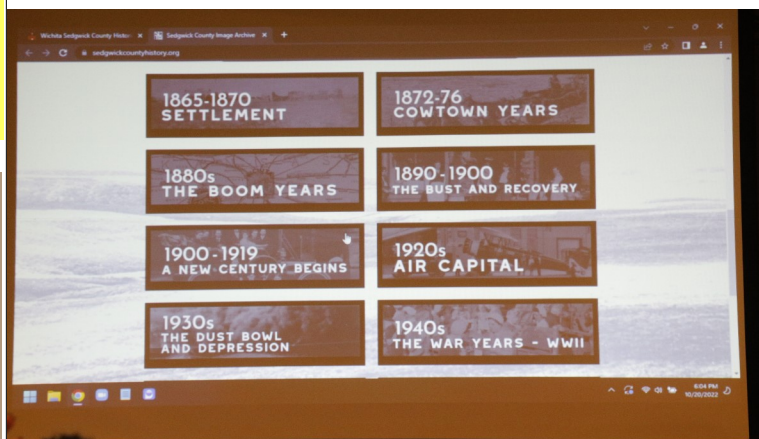 Wichita Sedgwick County Histor
Sedgwick County Image Archive
sedgwickcountyhistory.org
1865-1870
SETTLEMENT
1872-76
COWTOWN YEARS
1880s
THE BOOM YEARS
1890-1900
THE BUST AND RECOVERY
1900-1919
A NEW CENTURY BEGINS
1920s
AIR CAPITAL
1930s
THE DUST BOWL
AND DEPRESSION
1940s
THE WAR YEARS - WWII
6:04 PM
10/20/2022